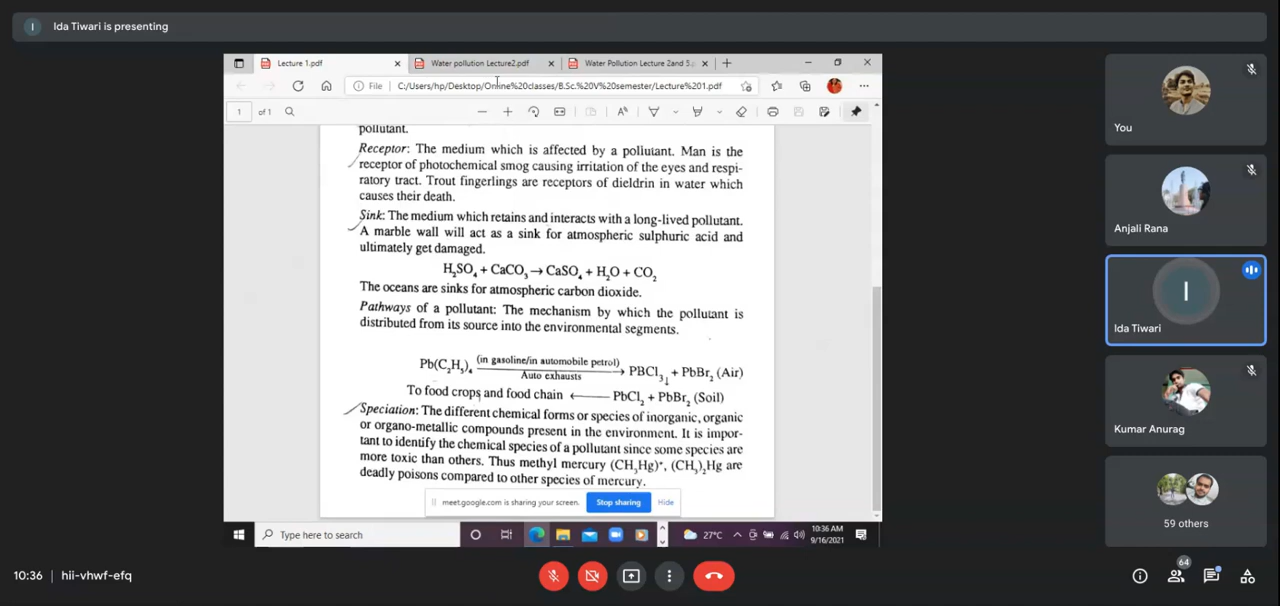 I Ida Tiwari is presenting
Lecture 1.pdf
Water pollution Lecture2.pdf
Water Pollution Lecture 2and 5.
File C:/Users/hp/Desktop/Online%20classes/B.Sc.%20V%20semester/Lecture%201.pdf
1 of 1
pollutant.
Receptor: The medium which is affected by a pollutant. Man is the
receptor of photochemical smog causing irritation of the eyes and respi-
ratory tract. Trout fingerlings are receptors of dieldrin in water which
causes their death.
Sink: The medium which retains and interacts with a long-lived pollutant.
A marble wall will act as a sink for atmospheric sulphuric acid and
ultimately get damaged.
H₂SO₄ + CaCO₃ → CaSO₄ + H₂O + CO₂
The oceans are sinks for atmospheric carbon dioxide.
Pathways of a pollutant: The mechanism by which the pollutant is
distributed from its source into the environmental segments.
Pb(C₂H₅)₄ (in gasoline/in automobile petrol) Auto exhausts → PBCl₃ + PbBr₂ (Air)
↓
To food crops and food chain ← PbCl₂ + PbBr₂ (Soil)
Speciation: The different chemical forms or species of inorganic, organic
or organo-metallic compounds present in the environment. It is impor-
tant to identify the chemical species of a pollutant since some species are
more toxic than others. Thus methyl mercury (CH₃Hg)⁺, (CH₃)₂Hg are
deadly poisons compared to other species of mercury.
meet.google.com is sharing your screen. Stop sharing Hide
Type here to search
27°C
10:36 AM
9/16/2021
You
Anjali Rana
I
Ida Tiwari
Kumar Anurag
59 others
10:36 | hii-vhwf-efq
64